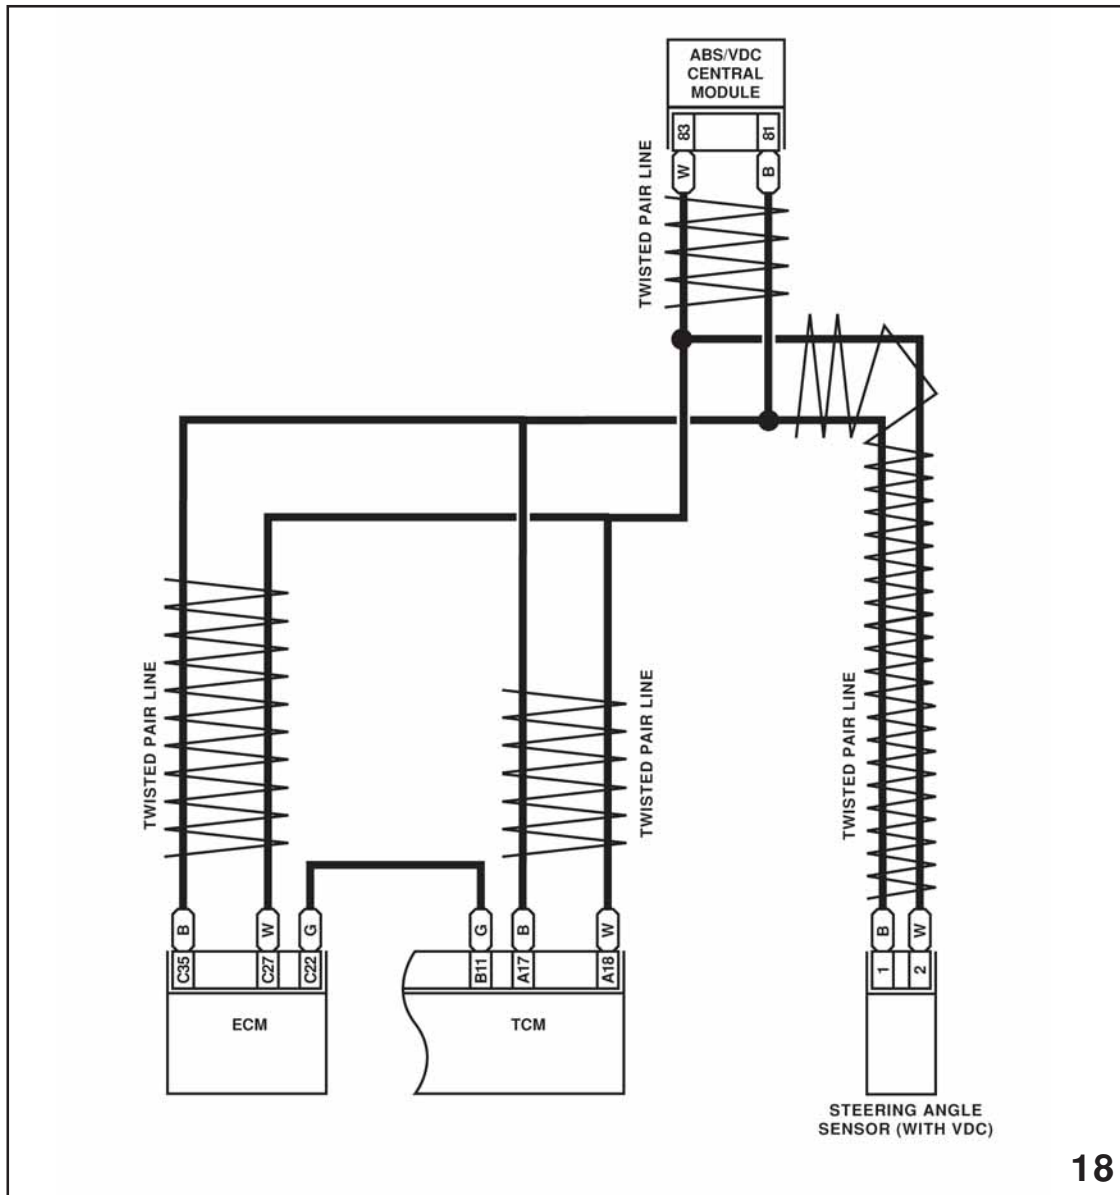 ABS/VDC
CENTRAL
MODULE
83
81
W
B
TWISTED PAIR LINE
TWISTED PAIR LINE
TWISTED PAIR LINE
TWISTED PAIR LINE
B
W
G
G
B
W
B
W
C35
C27
C22
B11
A17
A18
1
2
ECM
TCM
STEERING ANGLE
SENSOR (WITH VDC)
18